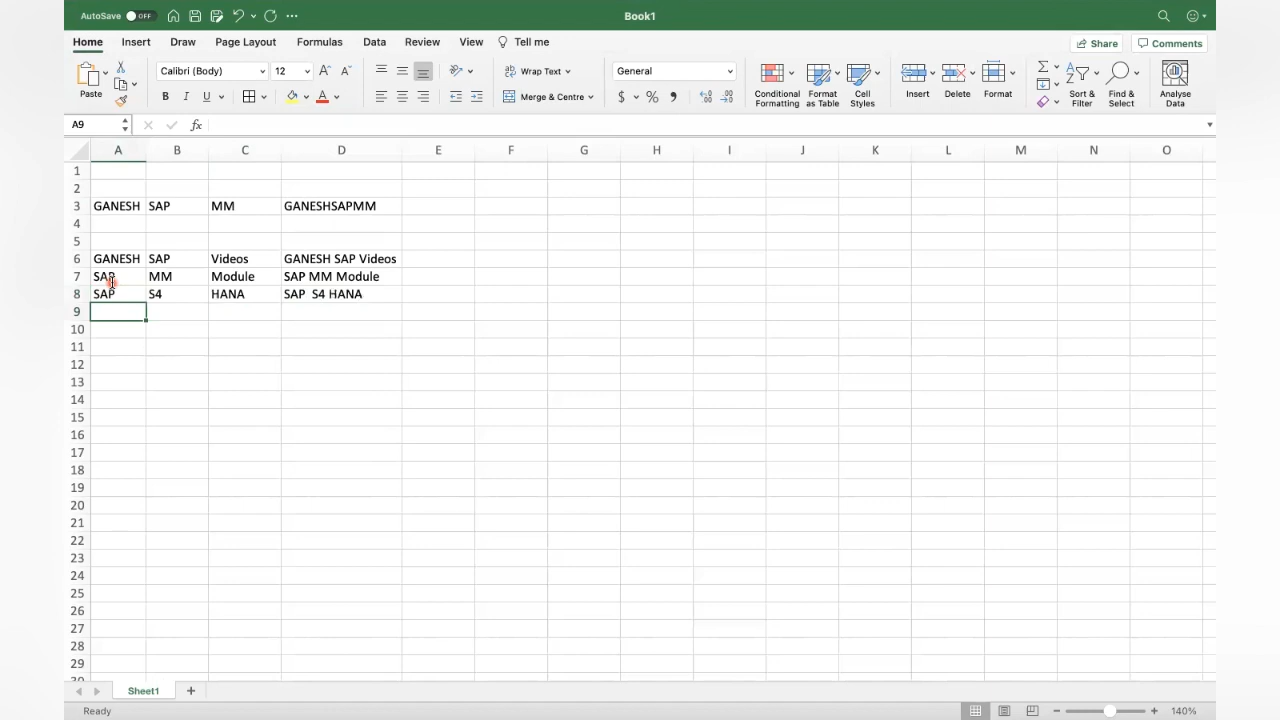 AutoSave OFF Book1
Home Insert Draw Page Layout Formulas Data Review View Tell me Share Comments
Paste Calibri (Body) 12 Wrap Text General Conditional Formatting Format as Table Cell Styles Insert Delete Format Sort & Filter Find & Select Analyse Data
B I U Merge & Centre $ % 9
A9 fx
A B C D E F G H I J K L M N O
1
2
3 GANESH SAP MM GANESHSAPMM
4
5
6 GANESH SAP Videos GANESH SAP Videos
7 SAP MM Module SAP MM Module
8 SAP S4 HANA SAP  S4 HANA
9
10
11
12
13
14
15
16
17
18
19
20
21
22
23
24
25
26
27
28
29
30
Sheet1 +
Ready 140%